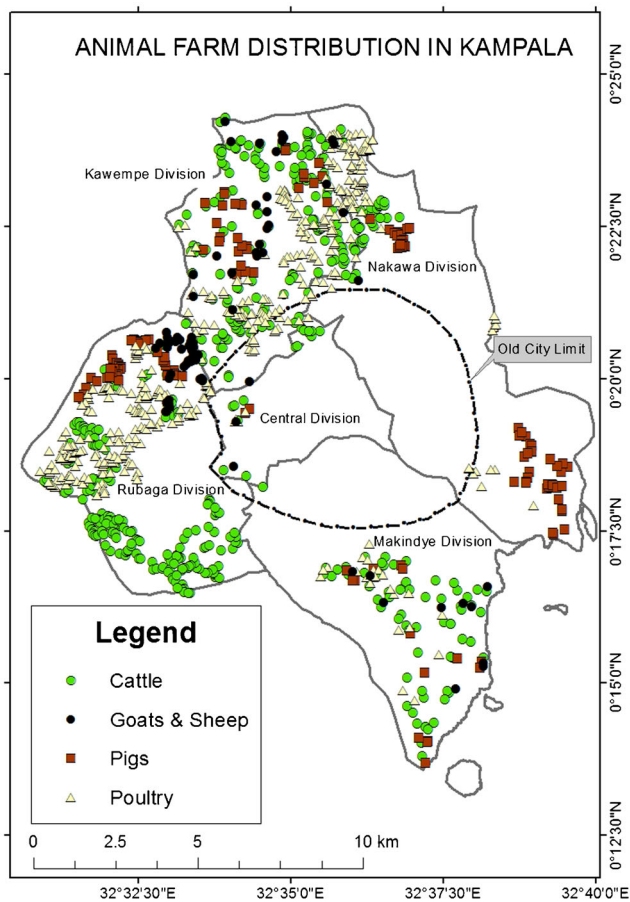 ANIMAL FARM DISTRIBUTION IN KAMPALA
0°25'0"N
Kawempe Division
0°22'30"N
Nakawa Division
Old City Limit
0°20'0"N
Central Division
Rubaga Division
0°17'30"N
Makindye Division
Legend
Cattle
0°15'0"N
Goats & Sheep
Pigs
Poultry
0 2.5 5 10 km
0°12'30"N
32°32'30"E 32°35'0"E 32°37'30"E 32°40'0"E